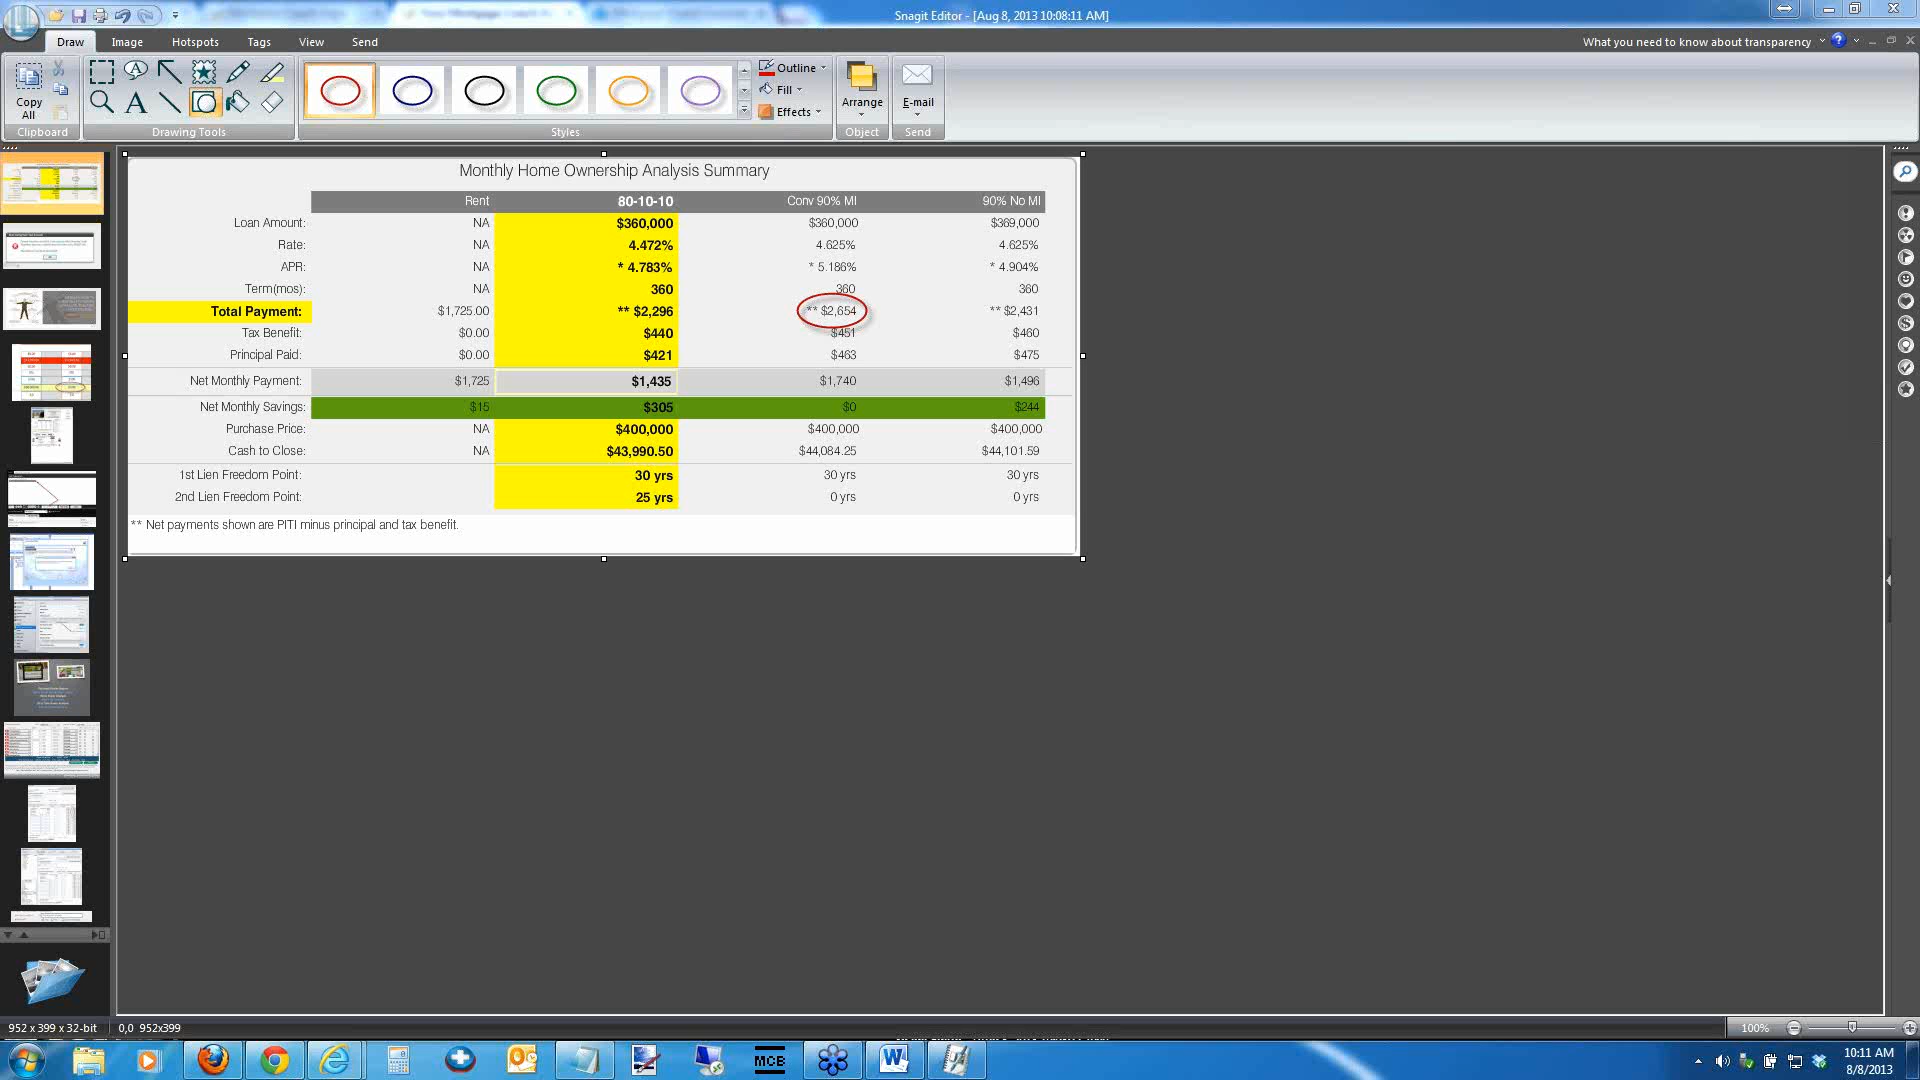 Snagit Editor - [Aug 8, 2013 10:08:11 AM]
Draw Image Hotspots Tags View Send
What you need to know about transparency
Copy All
Clipboard
Drawing Tools
Styles
Outline
Fill
Effects
Arrange
Object
E-mail
Send
Monthly Home Ownership Analysis Summary
Rent 80-10-10 Conv 90% MI 90% No MI
Loan Amount: NA $360,000 $360,000 $369,000
Rate: NA 4.472% 4.625% 4.625%
APR: NA * 4.783% * 5.186% * 4.904%
Term(mos): NA 360 360 360
Total Payment: $1,725.00 ** $2,296 ** $2,654 ** $2,431
Tax Benefit: $0.00 $440 $451 $460
Principal Paid: $0.00 $421 $463 $475
Net Monthly Payment: $1,725 $1,435 $1,740 $1,496
Net Monthly Savings: $15 $305 $0 $244
Purchase Price: NA $400,000 $400,000 $400,000
Cash to Close: NA $43,990.50 $44,084.25 $44,101.59
1st Lien Freedom Point: 30 yrs 30 yrs 30 yrs
2nd Lien Freedom Point: 25 yrs 0 yrs 0 yrs
** Net payments shown are PITI minus principal and tax benefit.
952 x 399 x 32-bit 0,0 952x399
100%
MCB
10:11 AM
8/8/2013